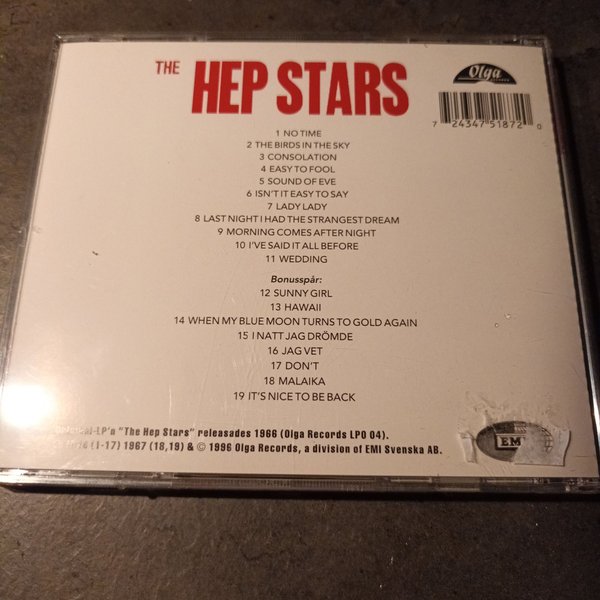 THE HEP STARS
Olga
RECORDS
7 24347 51872 0
1 NO TIME
2 THE BIRDS IN THE SKY
3 CONSOLATION
4 EASY TO FOOL
5 SOUND OF EVE
6 ISN'T IT EASY TO SAY
7 LADY LADY
8 LAST NIGHT I HAD THE STRANGEST DREAM
9 MORNING COMES AFTER NIGHT
10 I'VE SAID IT ALL BEFORE
11 WEDDING
Bonusspår:
12 SUNNY GIRL
13 HAWAII
14 WHEN MY BLUE MOON TURNS TO GOLD AGAIN
15 I NATT JAG DRÖMDE
16 JAG VET
17 DON'T
18 MALAIKA
19 IT'S NICE TO BE BACK
"The Hep Stars" releasades 1966 (Olga Records LPO 04).
(1-17) 1967 (18,19) & © 1996 Olga Records, a division of EMI Svenska AB.
EMI